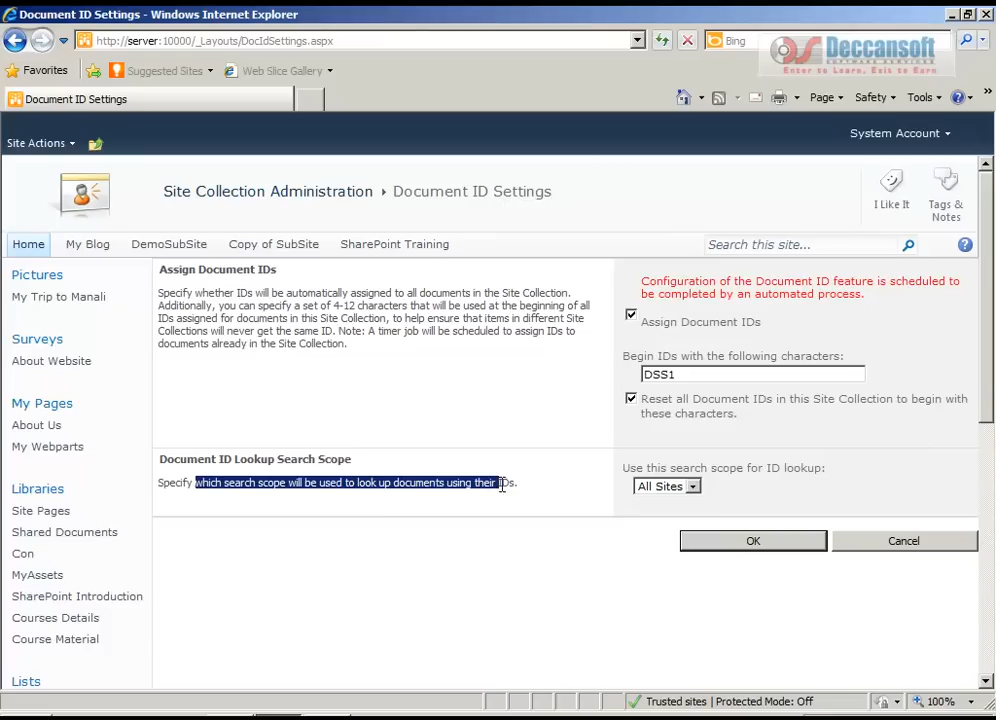 Document ID Settings - Windows Internet Explorer
http://server:10000/_Layouts/DocIdSettings.aspx
Bing
Deccansoft
SOFTWARE SERVICES
Enter to Learn, Exit to Earn
Favorites
Suggested Sites
Web Slice Gallery
Document ID Settings
Page
Safety
Tools
Site Actions
System Account
Site Collection Administration
Document ID Settings
I Like It
Tags &
Notes
Home
My Blog
DemoSubSite
Copy of SubSite
SharePoint Training
Search this site...
Pictures
My Trip to Manali
Surveys
About Website
My Pages
About Us
My Webparts
Libraries
Site Pages
Shared Documents
Con
MyAssets
SharePoint Introduction
Courses Details
Course Material
Lists
Assign Document IDs
Specify whether IDs will be automatically assigned to all documents in the Site Collection.
Additionally, you can specify a set of 4-12 characters that will be used at the beginning of all
IDs assigned for documents in this Site Collection, to help ensure that items in different Site
Collections will never get the same ID. Note: A timer job will be scheduled to assign IDs to
documents already in the Site Collection.
Configuration of the Document ID feature is scheduled to
be completed by an automated process.
Assign Document IDs
Begin IDs with the following characters:
DSS1
Reset all Document IDs in this Site Collection to begin with
these characters.
Document ID Lookup Search Scope
Specify which search scope will be used to look up documents using their IDs.
Use this search scope for ID lookup:
All Sites
OK
Cancel
Trusted sites | Protected Mode: Off
100%